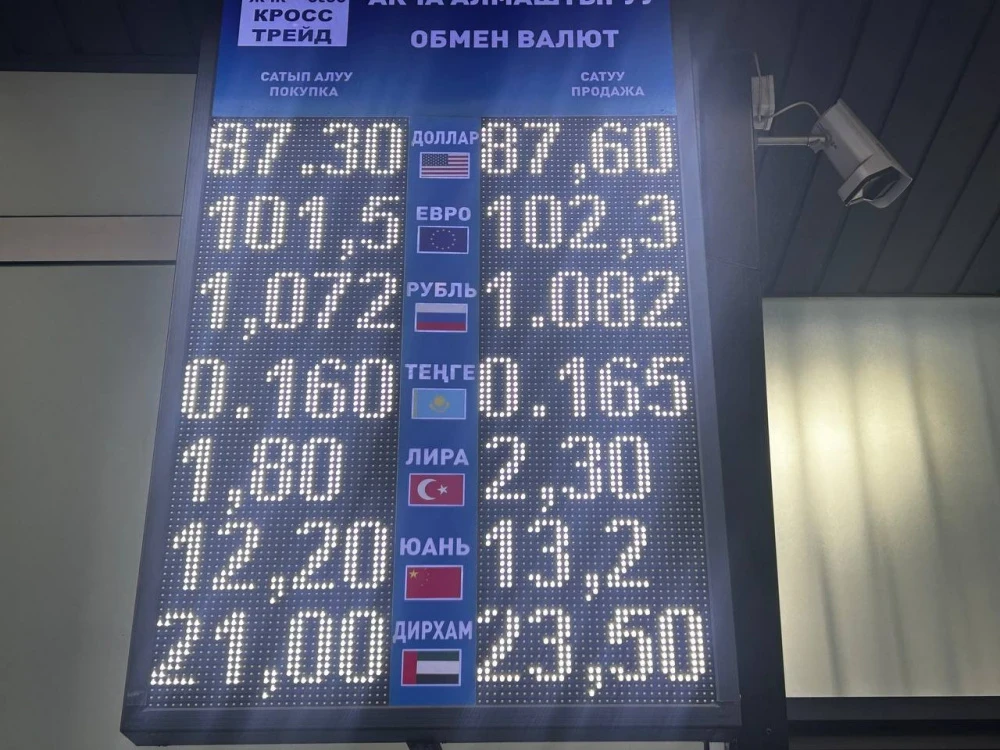 КРОСС
ТРЕЙД
АКЧА АЛМАШТЫРУУ
ОБМЕН ВАЛЮТ
САТЫП АЛУУ
ПОКУПКА
САТУУ
ПРОДАЖА
87.30 ДОЛЛАР 87,60
101,5 ЕВРО 102,3
1,072 РУБЛЬ 1.082
0.160 ТЕҢГЕ 0.165
1,80 ЛИРА 2,30
12,20 ЮАНЬ 13,2
21,00 ДИРХАМ 23,50